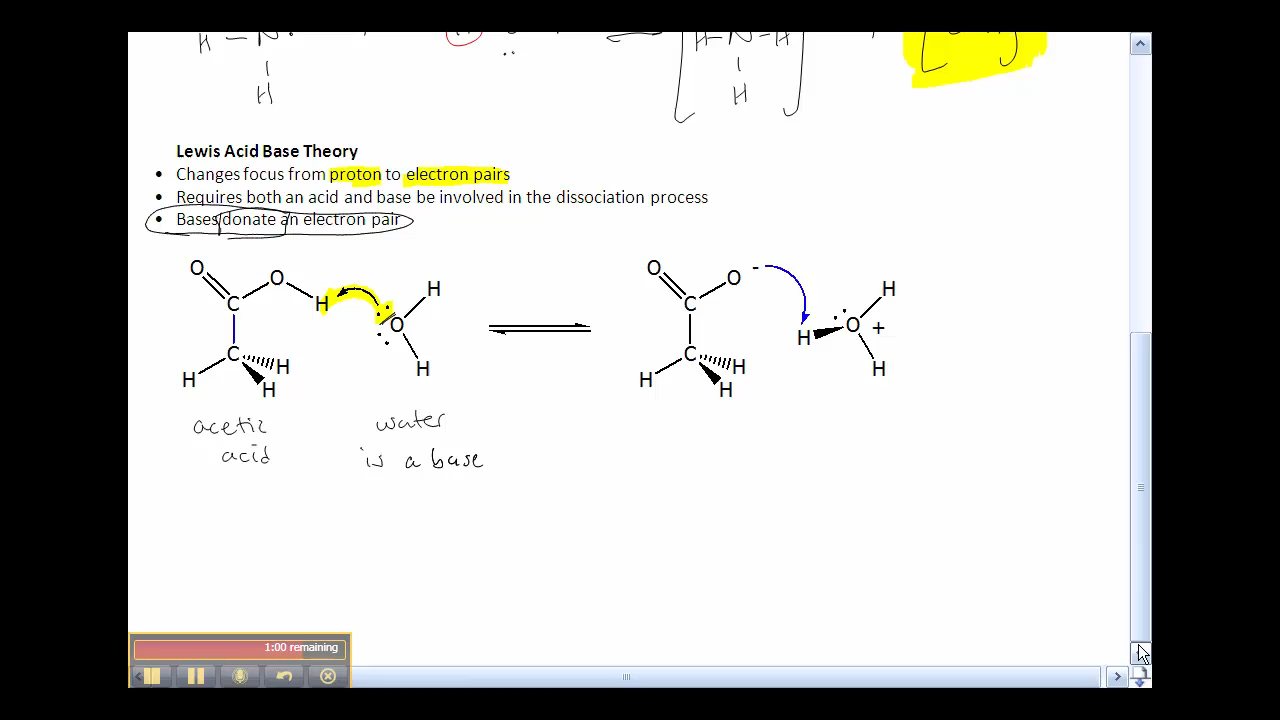 H – N
H
H – N – H
H
Lewis Acid Base Theory
• Changes focus from proton to electron pairs
• Requires both an acid and base be involved in the dissociation process
• Bases donate an electron pair
O O H O H
C
C H H H
H
O O - H
C H O +
C H H H
H
acetic acid
water is a base
1:00 remaining